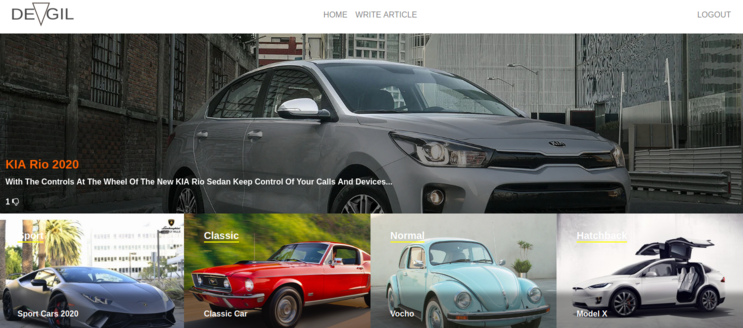 DEVGIL
HOME WRITE ARTICLE LOGOUT
KIA Rio 2020
With The Controls At The Wheel Of The New KIA Rio Sedan Keep Control Of Your Calls And Devices...
1
Sport Classic Normal Hatchback
Sport Cars 2020 Classic Car Vocho Model X